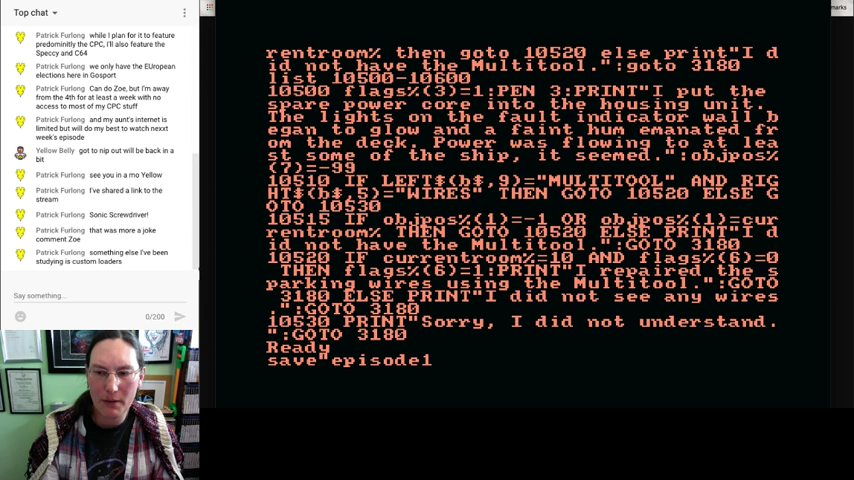 Top chat
Patrick Furlong while I plan for it to feature
predominitly the CPC, I'll also feature the
Speccy and C64
Patrick Furlong we only have the EUropean
elections here in Gosport
Patrick Furlong Can do Zoe, but I'm away
from the 4th for at least a week with no
access to most of my CPC stuff
Patrick Furlong and my aunt's internet is
limited but will do my best to watch nexxt
week's episode
Yellow Belly got to nip out will be back in a
bit
Patrick Furlong see you in a mo Yellow
Patrick Furlong I've shared a link to the
stream
Patrick Furlong Sonic Screwdriver!
Patrick Furlong that was more a joke
comment Zoe
Patrick Furlong something else I've been
studying is custom loaders
Say something...
0/200
marks
rentroom% then goto 10520 else print"I d
id not have the Multitool.":goto 3180
list 10500-10600
10500 flags%(3)=1:PEN 3:PRINT"I put the
spare power core into the housing unit.
The lights on the fault indicator wall b
egan to glow and a faint hum emanated fr
om the deck. Power was flowing to at lea
st some of the ship, it seemed.":objpos%
(7)=-99
10510 IF LEFT$(b$,9)="MULTITOOL" AND RIG
HT$(b$,5)="WIRES" THEN GOTO 10520 ELSE G
OTO 10530
10515 IF objpos%(1)=-1 OR objpos%(1)=cur
rentroom% THEN GOTO 10520 ELSE PRINT"I d
id not have the Multitool.":GOTO 3180
10520 IF currentroom%=10 AND flags%(6)=0
THEN flags%(6)=1:PRINT"I repaired the s
parking wires using the Multitool.":GOTO
3180 ELSE PRINT"I did not see any wires
.":GOTO 3180
10530 PRINT"Sorry, I did not understand.
":GOTO 3180
Ready
save"episode1